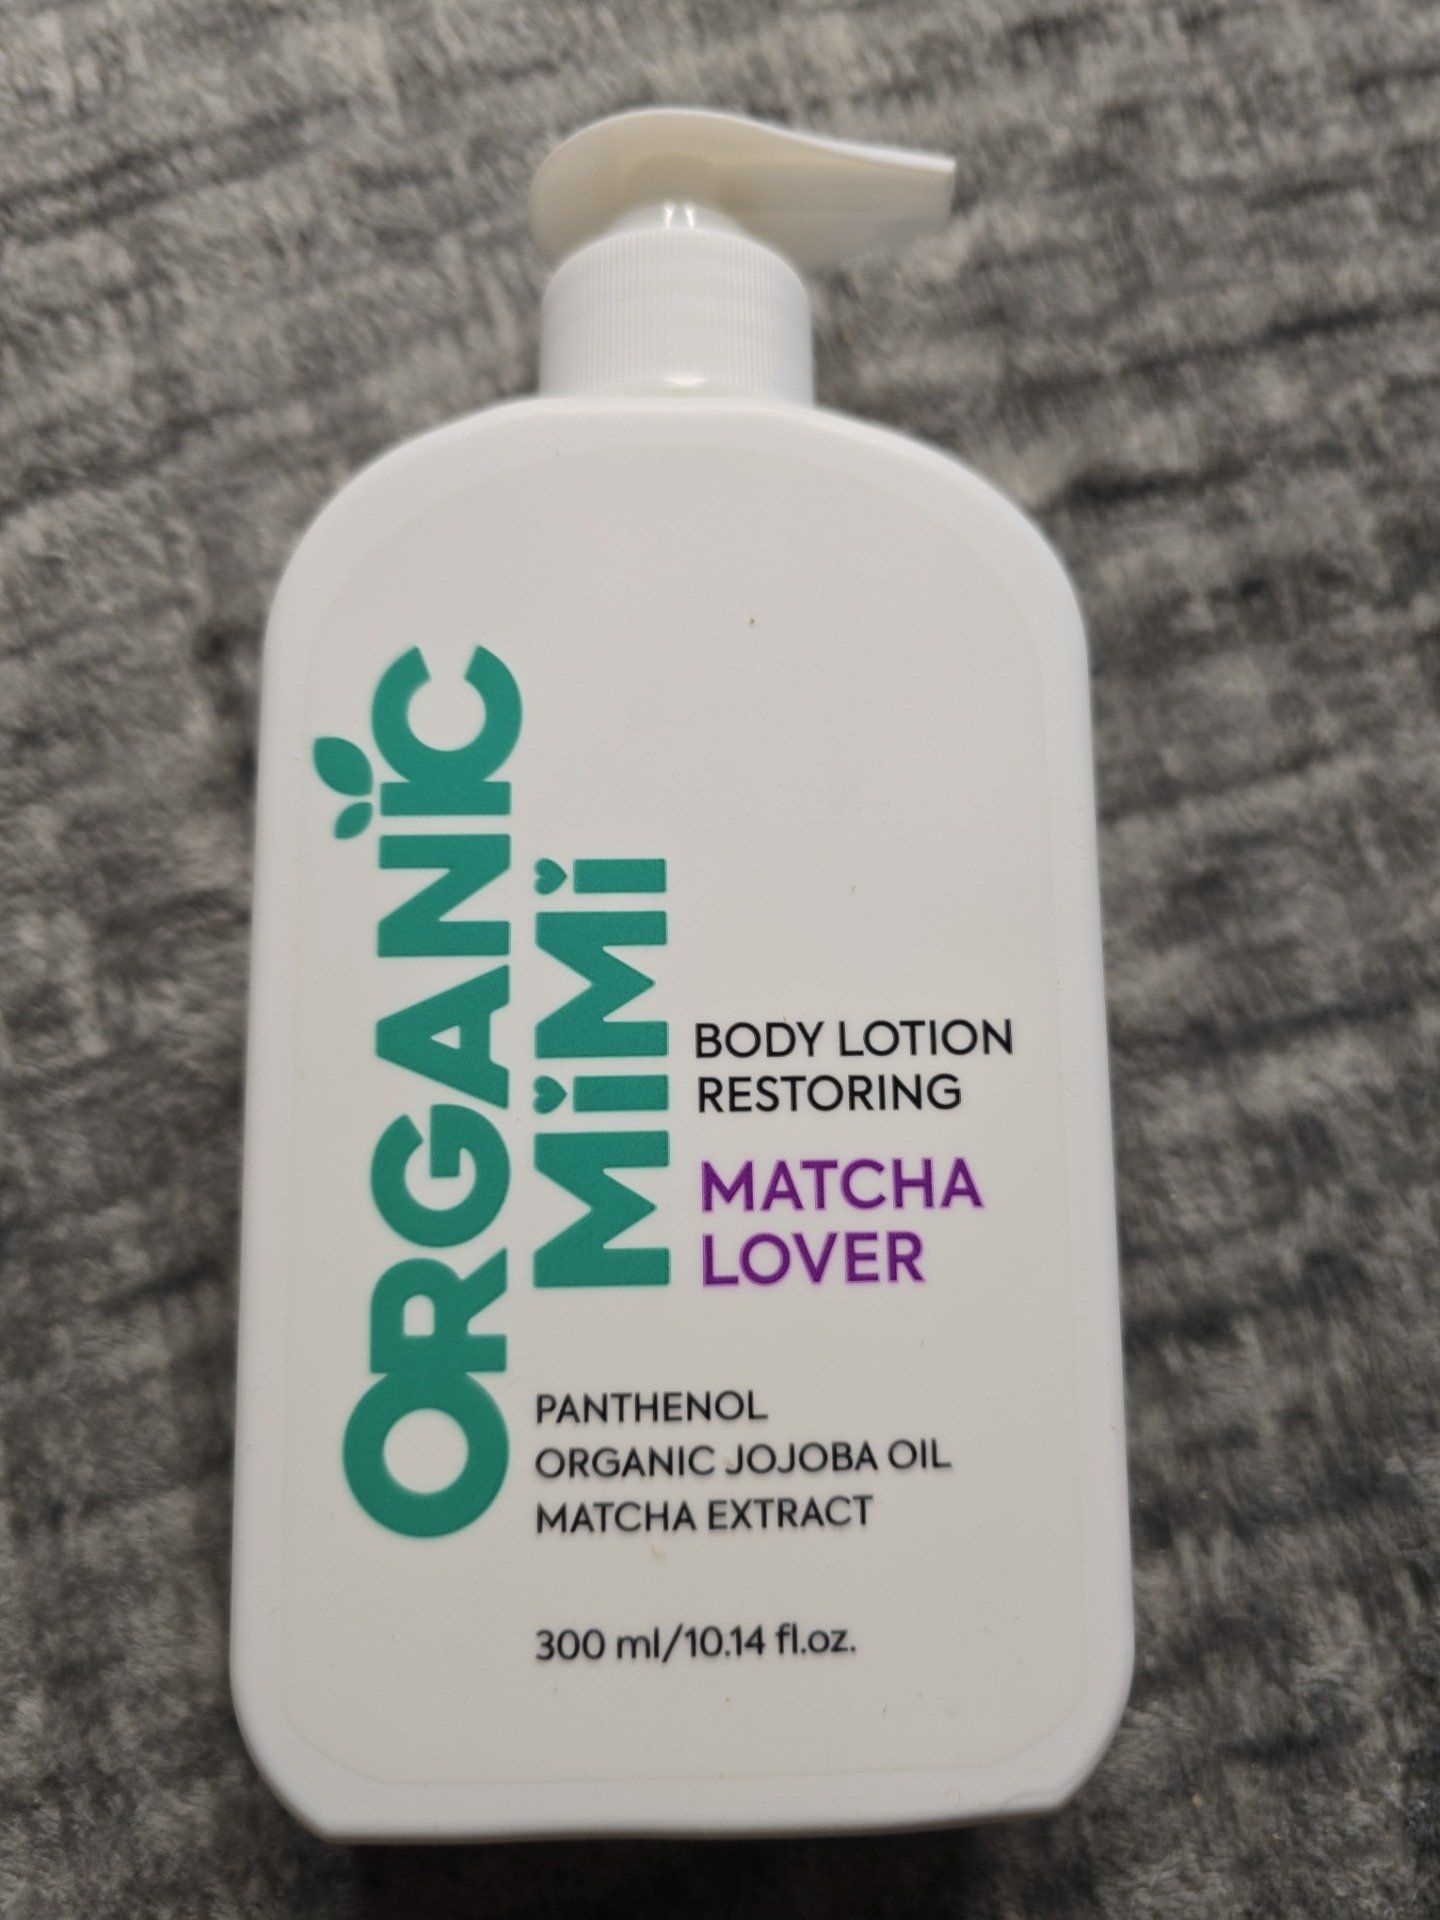 ORGANIC
MiMi
BODY LOTION
RESTORING
MATCHA
LOVER
PANTHENOL
ORGANIC JOJOBA OIL
MATCHA EXTRACT
300 ml/10.14 fl.oz.